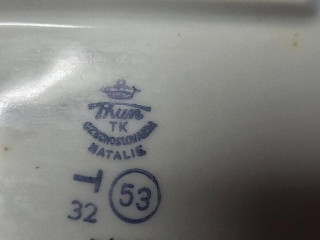 Thun
TK
CZECHOSLOVAKIA
NATALIE
T
32
53